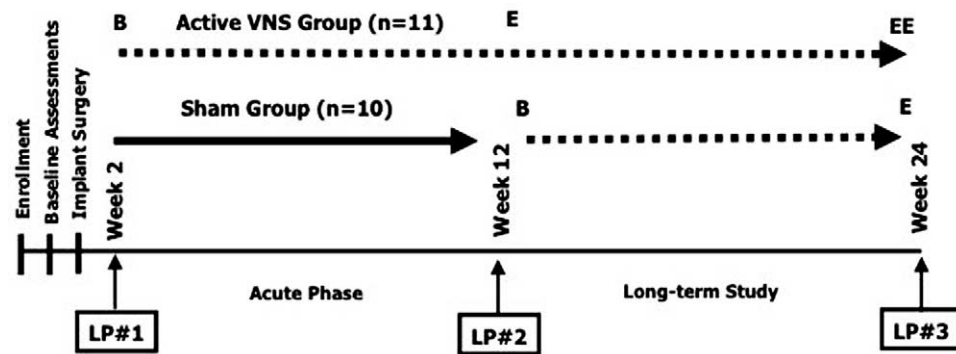 B
Active VNS Group (n=11)
E
EE
Sham Group (n=10)
B
E
Enrollment
Baseline Assessments
Implant Surgery
Week 2
Week 12
Week 24
Acute Phase
Long-term Study
LP#1
LP#2
LP#3